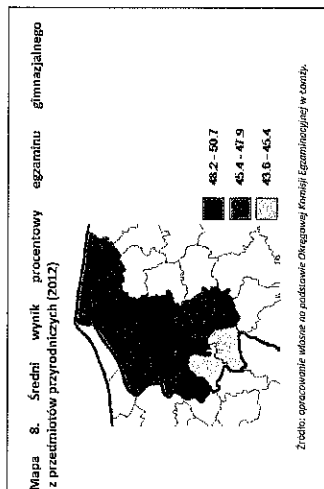 Mapa 8. Średni wynik procentowy egzaminu gimnazjalnego
z przedmiotów przyrodniczych (2012)
48.2 - 50.7
45.4 - 47.9
43.6 - 45.4
Źródło: opracowanie własne na podstawie Okręgowej Komisji Egzaminacyjnej w Łomży.